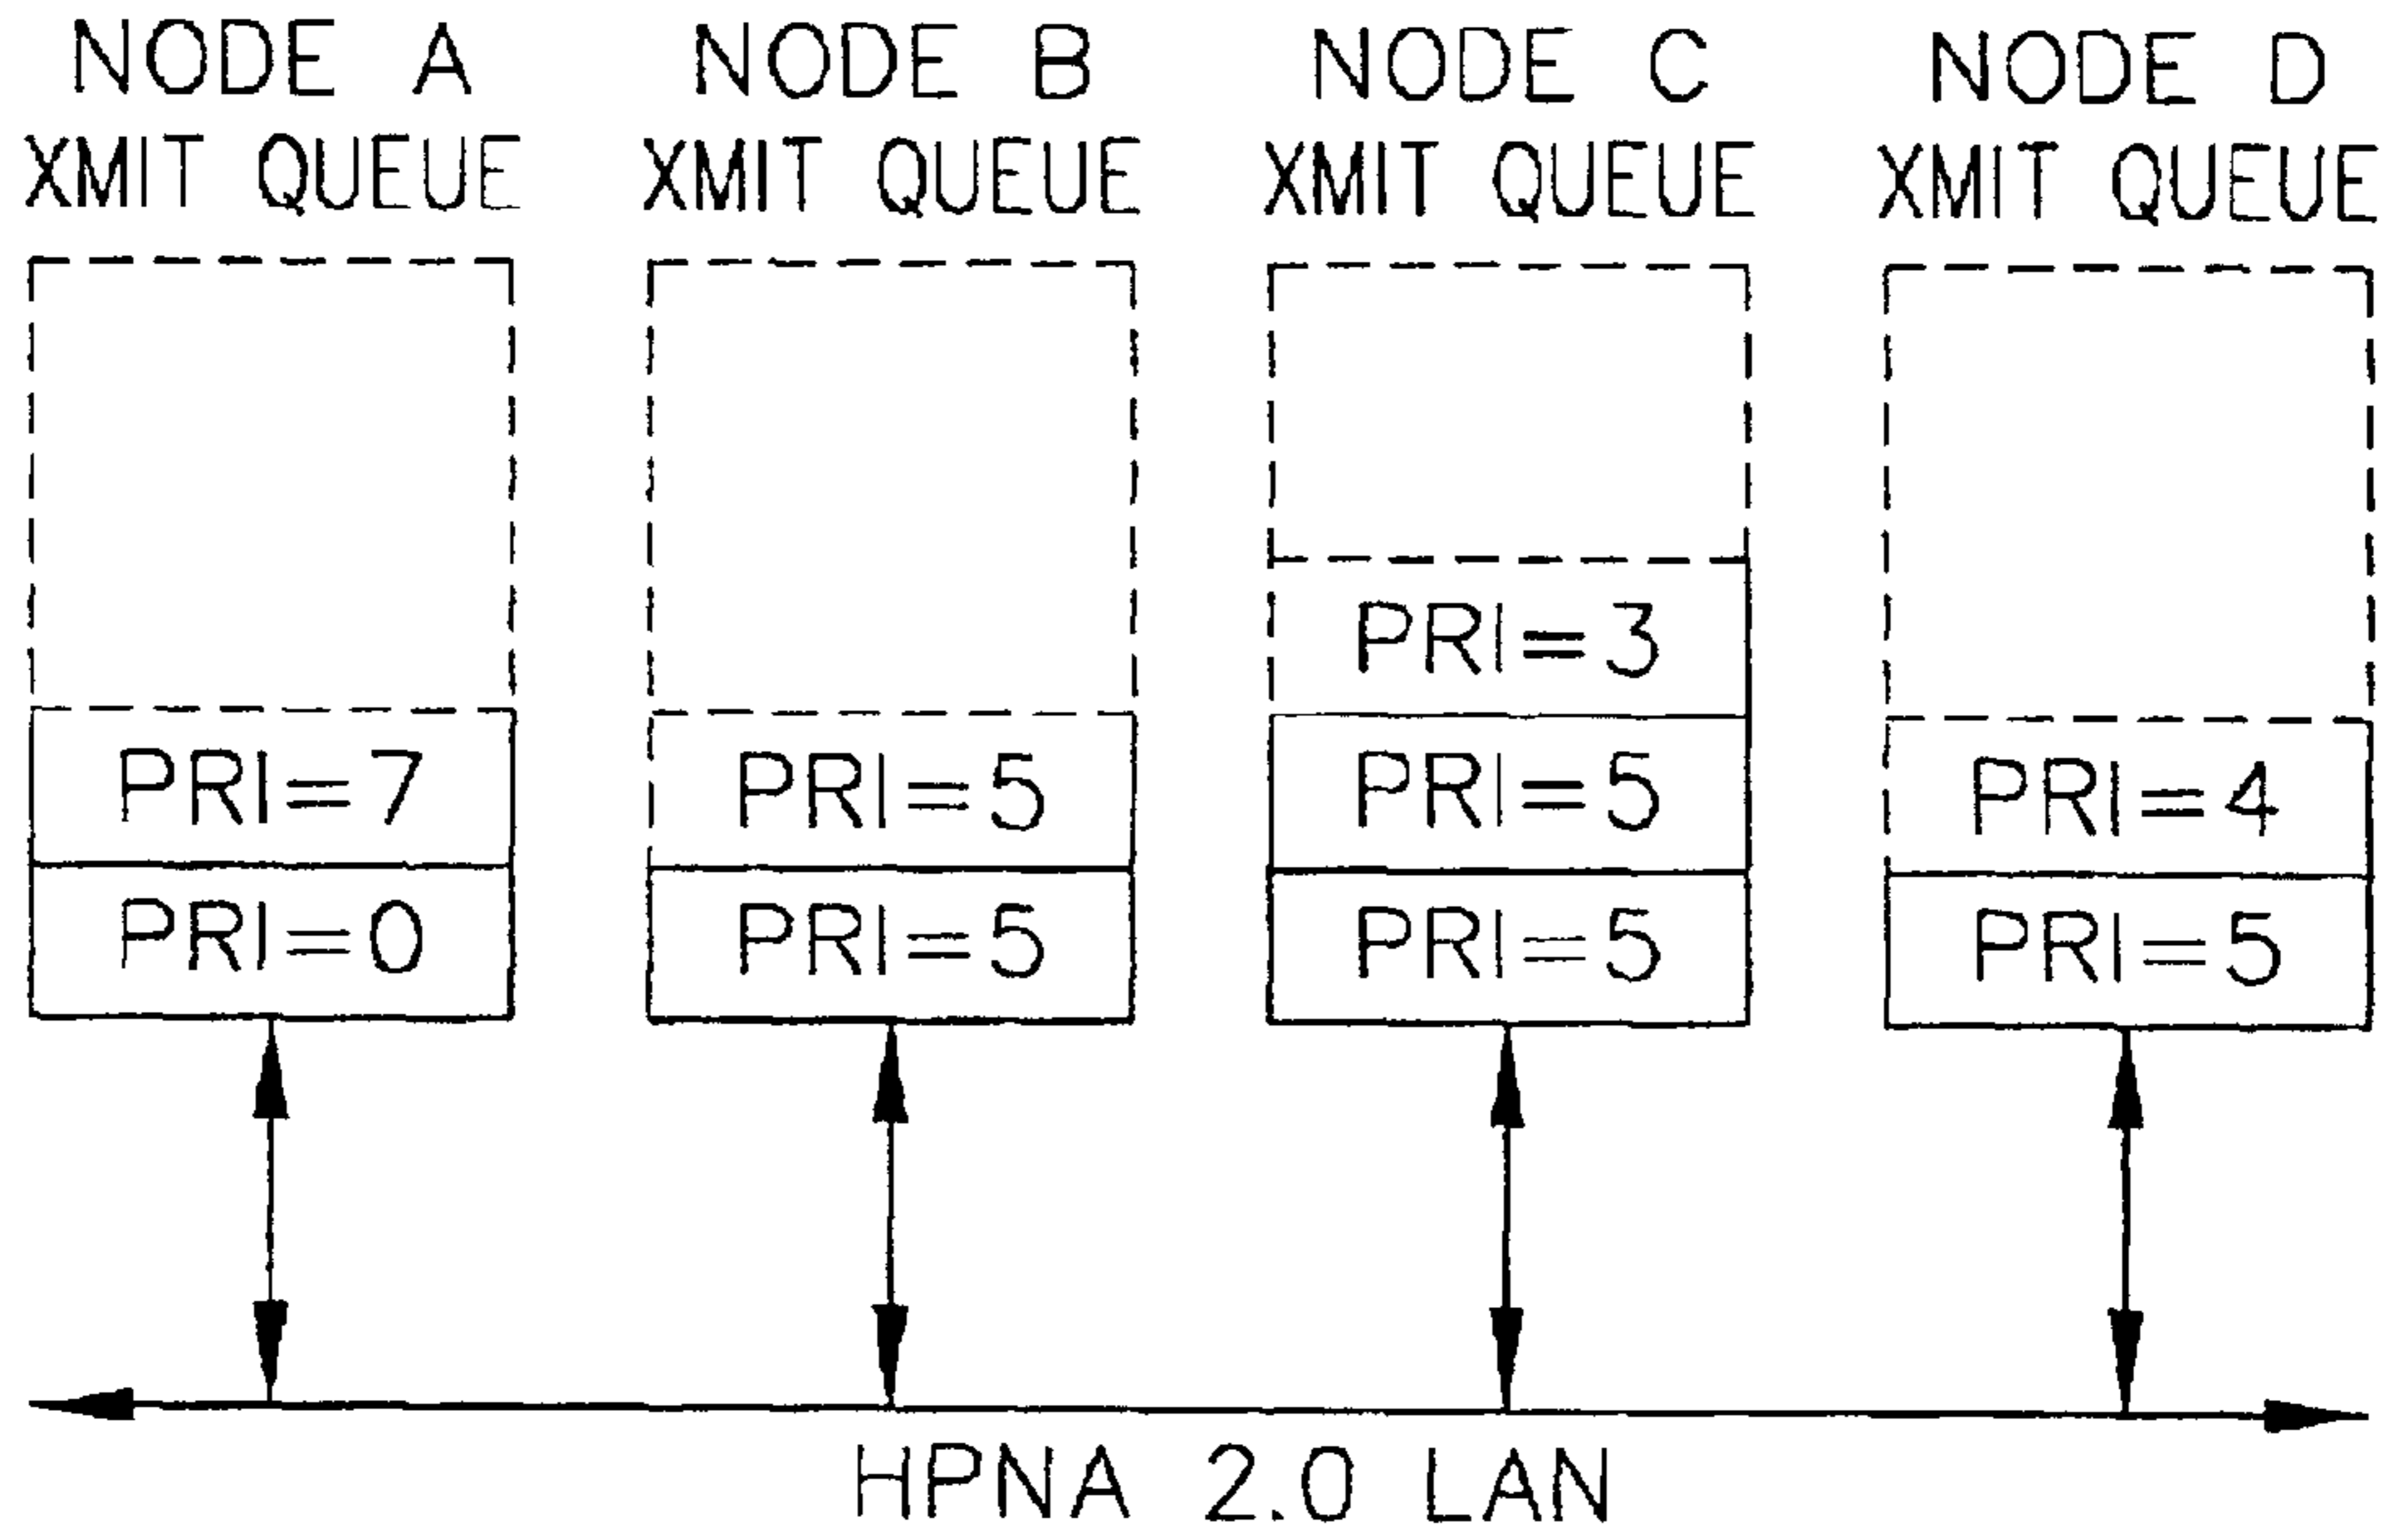 NODE A NODE B NODE C NODE D
XMIT QUEUE XMIT QUEUE XMIT QUEUE XMIT QUEUE
PRI=3
PRI=7 PRI=5 PRI=5 PRI=4
PRI=0 PRI=5 PRI=5 PRI=5
HPNA 2.0 LAN